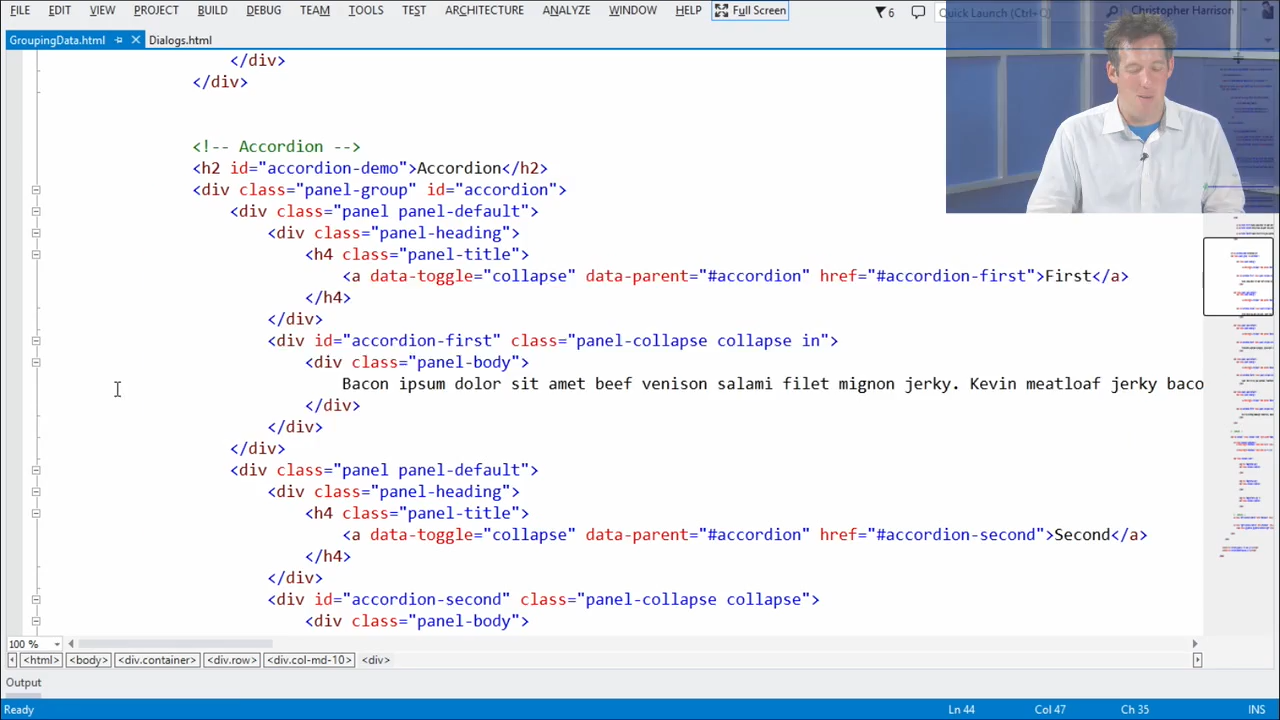 FILE EDIT VIEW PROJECT BUILD DEBUG TEAM TOOLS TEST ARCHITECTURE ANALYZE WINDOW HELP Full Screen 6 Quick Launch (Ctrl+Q) Christopher Harrison
GroupingData.html Dialogs.html
</div>
</div>
<!-- Accordion -->
<h2 id="accordion-demo">Accordion</h2>
<div class="panel-group" id="accordion">
<div class="panel panel-default">
<div class="panel-heading">
<h4 class="panel-title">
<a data-toggle="collapse" data-parent="#accordion" href="#accordion-first">First</a>
</h4>
</div>
<div id="accordion-first" class="panel-collapse collapse in">
<div class="panel-body">
Bacon ipsum dolor sit amet beef venison salami filet mignon jerky. Kevin meatloaf jerky baco
</div>
</div>
</div>
<div class="panel panel-default">
<div class="panel-heading">
<h4 class="panel-title">
<a data-toggle="collapse" data-parent="#accordion" href="#accordion-second">Second</a>
</h4>
</div>
<div id="accordion-second" class="panel-collapse collapse">
<div class="panel-body">
100 %
<html> <body> <div.container> <div.row> <div.col-md-10> <div>
Output
Ready Ln 44 Col 47 Ch 35 INS